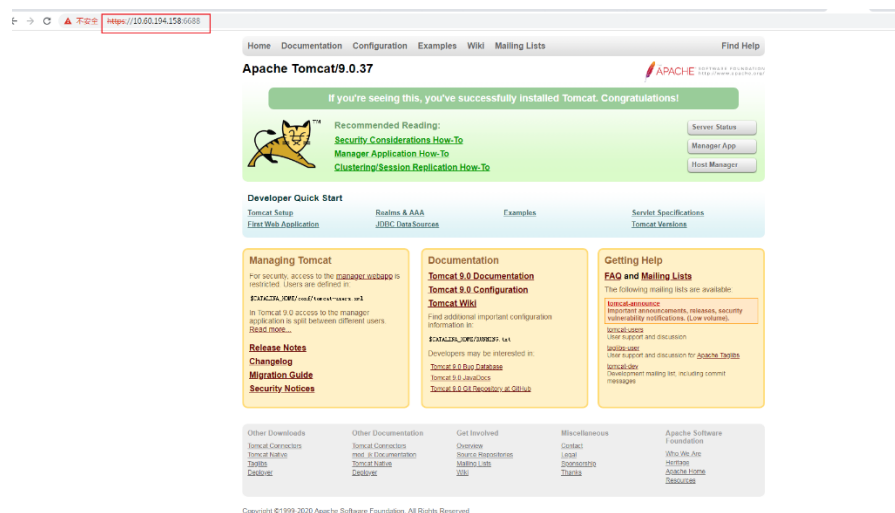 不安全 https://10.60.194.158:6688
Home Documentation Configuration Examples Wiki Mailing Lists Find Help
Apache Tomcat/9.0.37
APACHE SOFTWARE FOUNDATION
http://www.apache.org/
If you're seeing this, you've successfully installed Tomcat. Congratulations!
TM
Recommended Reading:
Security Considerations How-To
Manager Application How-To
Clustering/Session Replication How-To
Server Status
Manager App
Host Manager
Developer Quick Start
Tomcat Setup
First Web Application
Realms & AAA
JDBC DataSources
Examples
Servlet Specifications
Tomcat Versions
Managing Tomcat
For security, access to the manager webapp is
restricted. Users are defined in:
$CATALINA_HOME/conf/tomcat-users.xml
In Tomcat 9.0 access to the manager
application is split between different users.
Read more...
Release Notes
Changelog
Migration Guide
Security Notices
Documentation
Tomcat 9.0 Documentation
Tomcat 9.0 Configuration
Tomcat Wiki
Find additional important configuration
information in:
$CATALINA_HOME/RUNNING.txt
Developers may be interested in:
Tomcat 9.0 Bug Database
Tomcat 9.0 JavaDocs
Tomcat 9.0 Git Repository at GitHub
Getting Help
FAQ and Mailing Lists
The following mailing lists are available:
tomcat-announce
Important announcements, releases, security
vulnerability notifications. (Low volume).
tomcat-users
User support and discussion
taglibs-user
User support and discussion for Apache Taglibs
tomcat-dev
Development mailing list, including commit
messages
Other Downloads
Tomcat Connectors
Tomcat Native
Taglibs
Deployer
Other Documentation
Tomcat Connectors
mod_jk Documentation
Tomcat Native
Deployer
Get Involved
Overview
Source Repositories
Mailing Lists
Wiki
Miscellaneous
Contact
Legal
Sponsorship
Thanks
Apache Software
Foundation
Who We Are
Heritage
Apache Home
Resources
Copyright ©1999-2020 Apache Software Foundation. All Rights Reserved